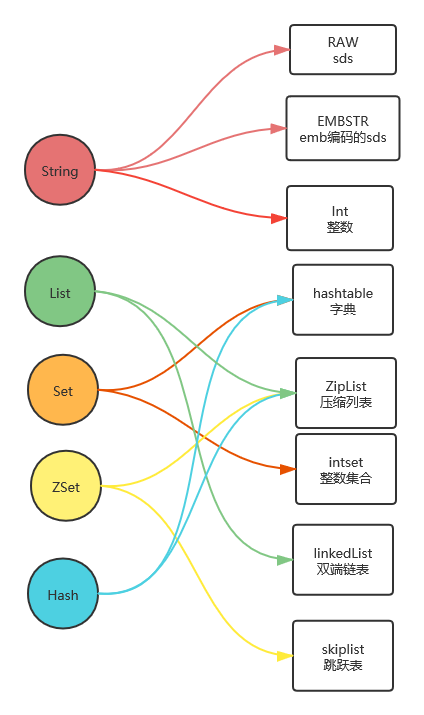 String
List
Set
ZSet
Hash
RAW
sds
EMBSTR
emb编码的sds
Int
整数
hashtable
字典
ZipList
压缩列表
intset
整数集合
linkedList
双端链表
skiplist
跳跃表